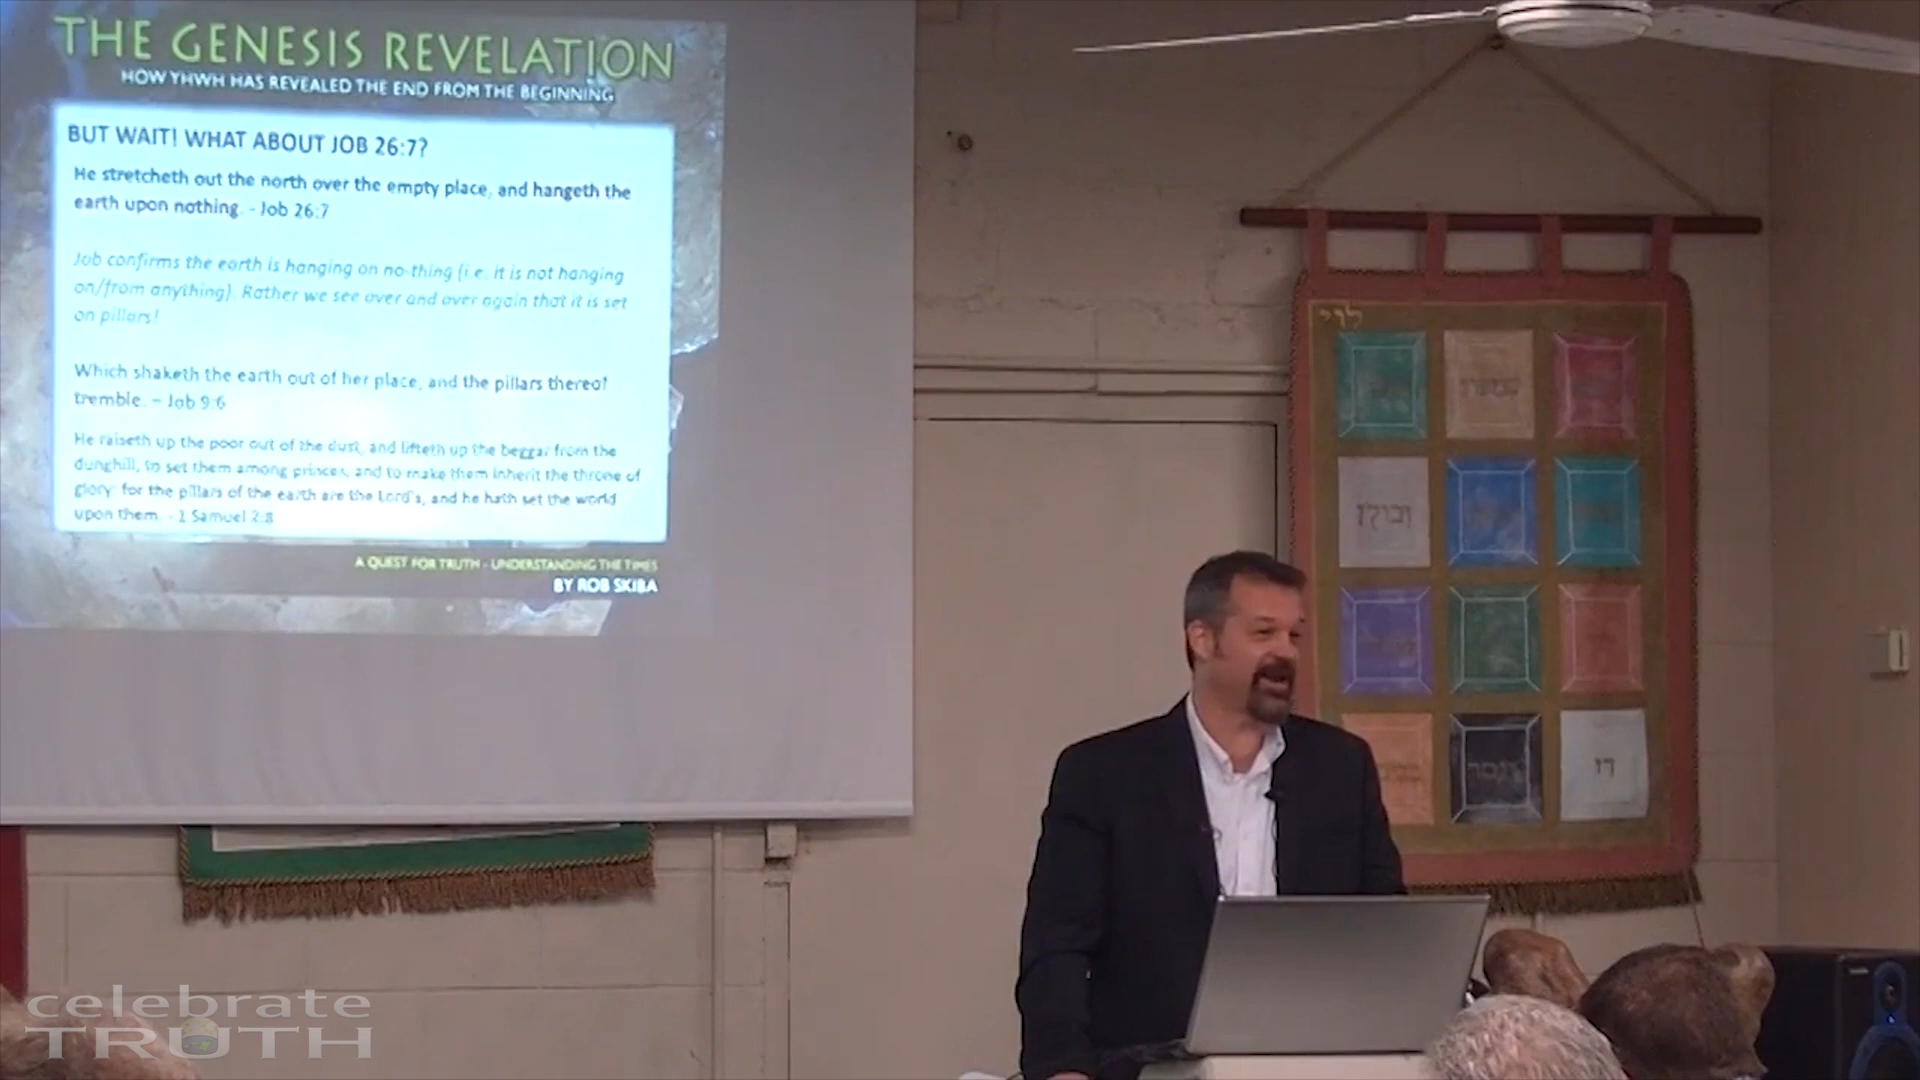 THE GENESIS REVELATION
HOW YHWH HAS REVEALED THE END FROM THE BEGINNING
BUT WAIT! WHAT ABOUT JOB 26:7?
He stretcheth out the north over the empty place, and hangeth the
earth upon nothing. - Job 26:7
Job confirms the earth is hanging on no-thing (i.e. it is not hanging
on/from anything). Rather we see over and over again that it is set
on pillars!
Which shaketh the earth out of her place, and the pillars thereof
tremble. – Job 9:6
He raiseth up the poor out of the dust, and lifteth up the beggar from the
dunghill, to set them among princes, and to make them inherit the throne of
glory: for the pillars of the earth are the Lord's, and he hath set the world
upon them. - 1 Samuel 2:8
A QUEST FOR TRUTH - UNDERSTANDING THE TIMES
BY ROB SKIBA
לוי
שמעון
זבולן
דן
celebrate
TRUTH